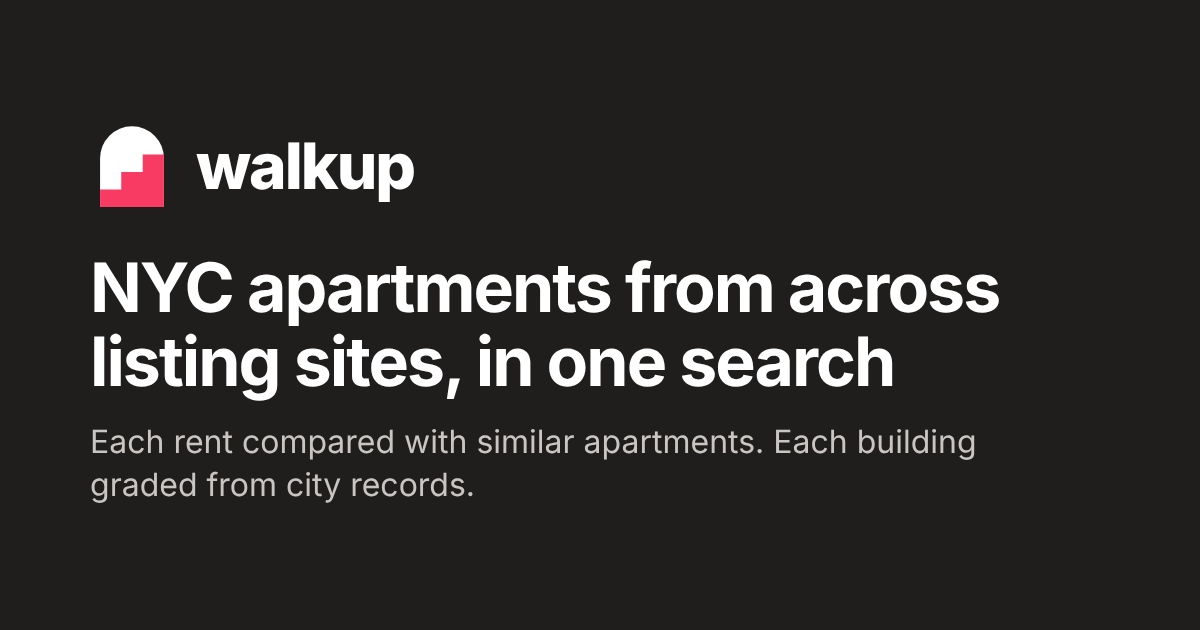 walkup
NYC apartments from across
listing sites, in one search
Each rent compared with similar apartments. Each building
graded from city records.